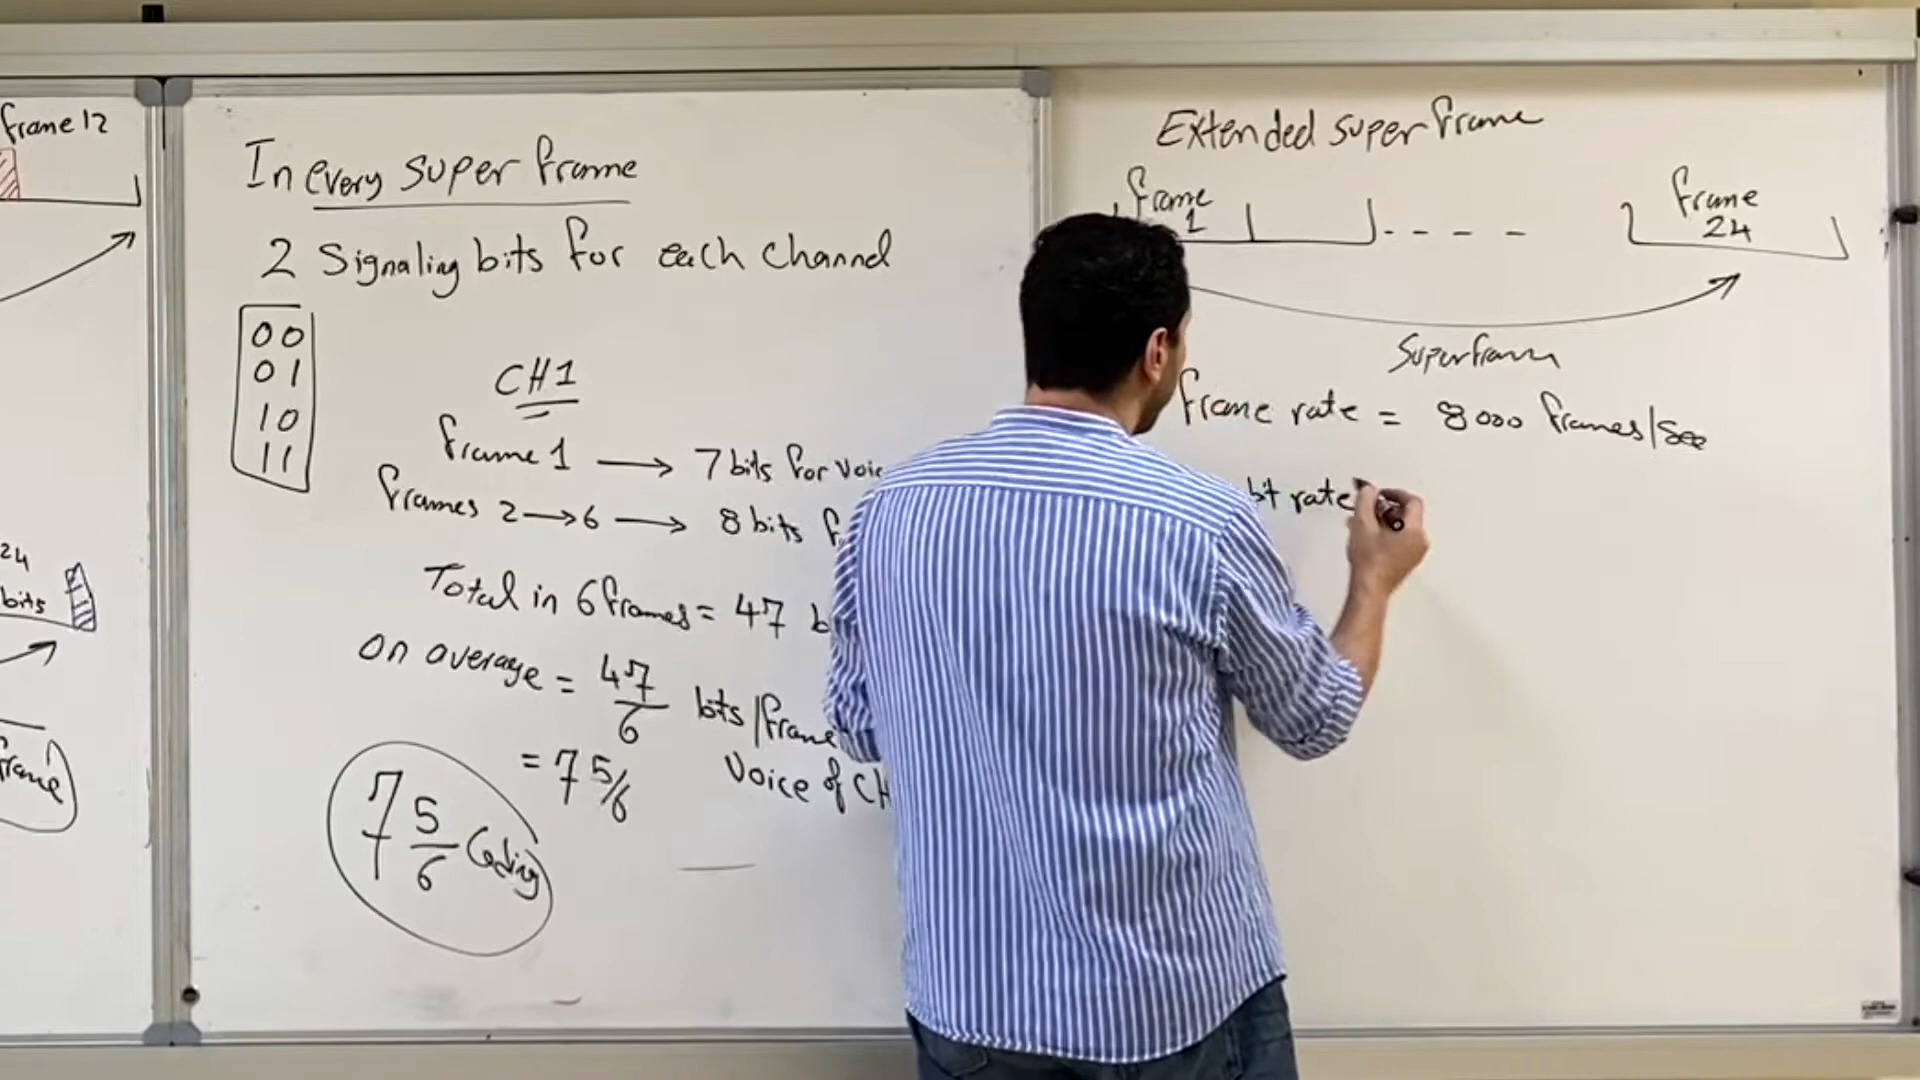 frame 12
24
bits
frame
In every super frame
2 Signaling bits for each channel
00
01
10
11
CH1
frame 1 → 7 bits for voic
frames 2 → 6 → 8 bits f
Total in 6 frames = 47 b
on average = 47/6 bits/frame
= 7 5/6 Voice of CH
7 5/6 Coding
Extended superframe
frame 1 - - - - frame 24
Superfram
frame rate = 8000 frames/sec
bit rate